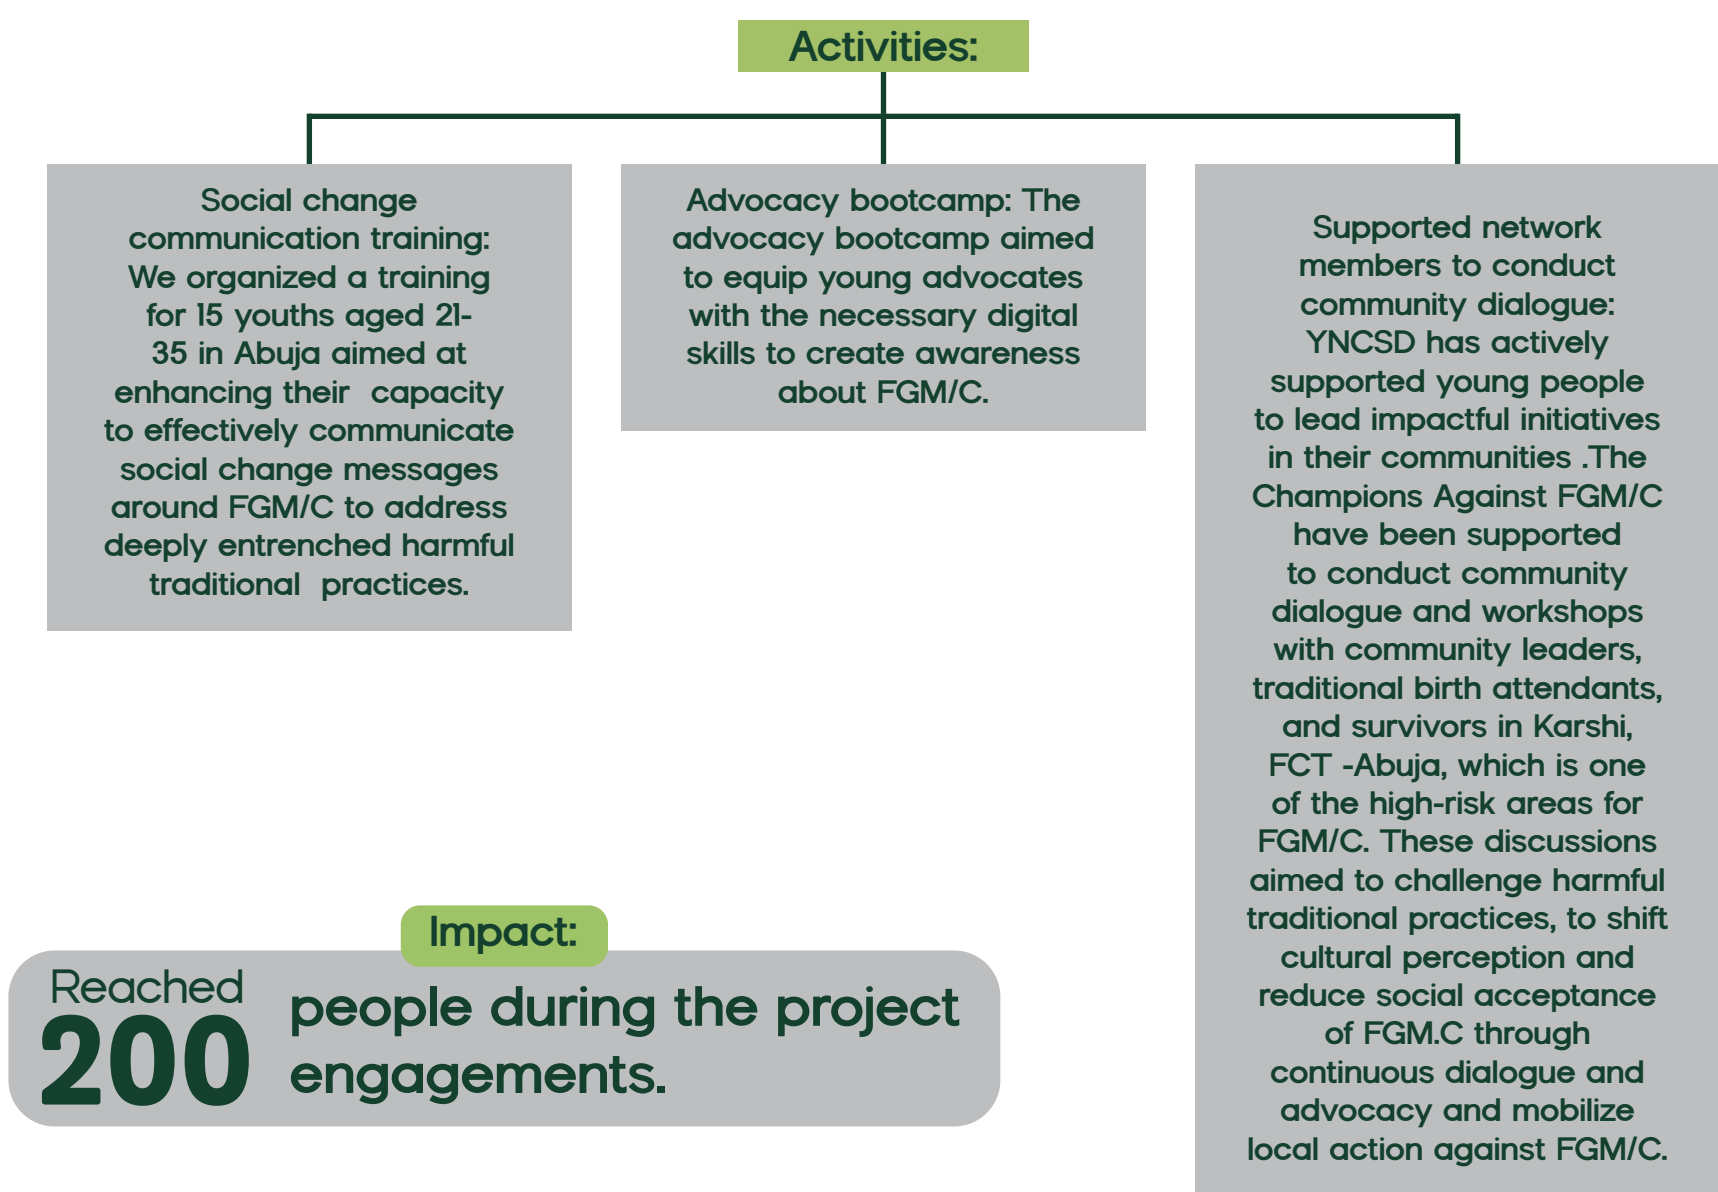 Activities:
Social change
communication training:
We organized a training
for 15 youths aged 21-
35 in Abuja aimed at
enhancing their capacity
to effectively communicate
social change messages
around FGM/C to address
deeply entrenched harmful
traditional practices.
Advocacy bootcamp: The
advocacy bootcamp aimed
to equip young advocates
with the necessary digital
skills to create awareness
about FGM/C.
Supported network
members to conduct
community dialogue:
YNCSD has actively
supported young people
to lead impactful initiatives
in their communities .The
Champions Against FGM/C
have been supported
to conduct community
dialogue and workshops
with community leaders,
traditional birth attendants,
and survivors in Karshi,
FCT -Abuja, which is one
of the high-risk areas for
FGM/C. These discussions
aimed to challenge harmful
traditional practices, to shift
cultural perception and
reduce social acceptance
of FGM.C through
continuous dialogue and
advocacy and mobilize
local action against FGM/C.
Impact:
Reached
200
people during the project
engagements.